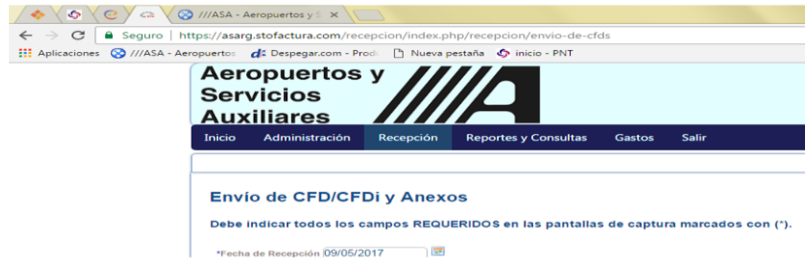 ///ASA - Aeropuertos y S
Seguro | https://asarg.stofactura.com/recepcion/index.php/recepcion/envio-de-cfds
Aplicaciones ///ASA - Aeropuertos d! Despegar.com - Prod Nueva pestaña inicio - PNT
Aeropuertos y
Servicios
Auxiliares
Inicio Administración Recepción Reportes y Consultas Gastos Salir
Envío de CFD/CFDi y Anexos
Debe indicar todos los campos REQUERIDOS en las pantallas de captura marcados con (*).
*Fecha de Recepción 09/05/2017